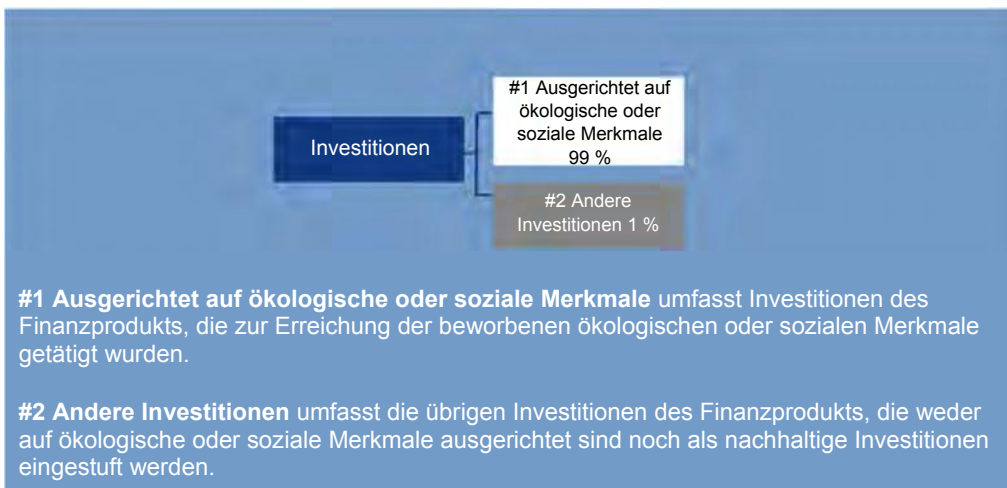 #1 Ausgerichtet auf
ökologische oder
soziale Merkmale
99 %
Investitionen
#2 Andere
Investitionen 1 %
#1 Ausgerichtet auf ökologische oder soziale Merkmale umfasst Investitionen des
Finanzprodukts, die zur Erreichung der beworbenen ökologischen oder sozialen Merkmale
getätigt wurden.
#2 Andere Investitionen umfasst die übrigen Investitionen des Finanzprodukts, die weder
auf ökologische oder soziale Merkmale ausgerichtet sind noch als nachhaltige Investitionen
eingestuft werden.